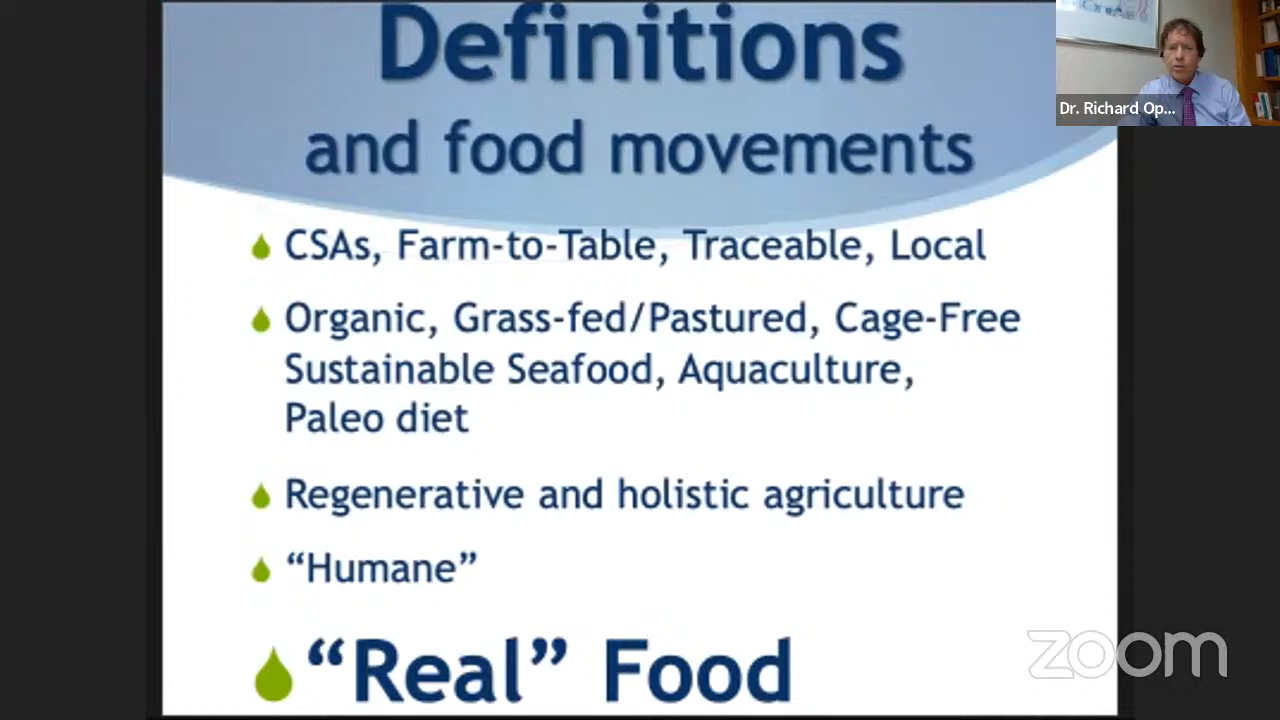 Definitions
and food movements
Dr. Richard Op...
CSAs, Farm-to-Table, Traceable, Local
Organic, Grass-fed/Pastured, Cage-Free
Sustainable Seafood, Aquaculture,
Paleo diet
Regenerative and holistic agriculture
“Humane”
“Real” Food
zoom